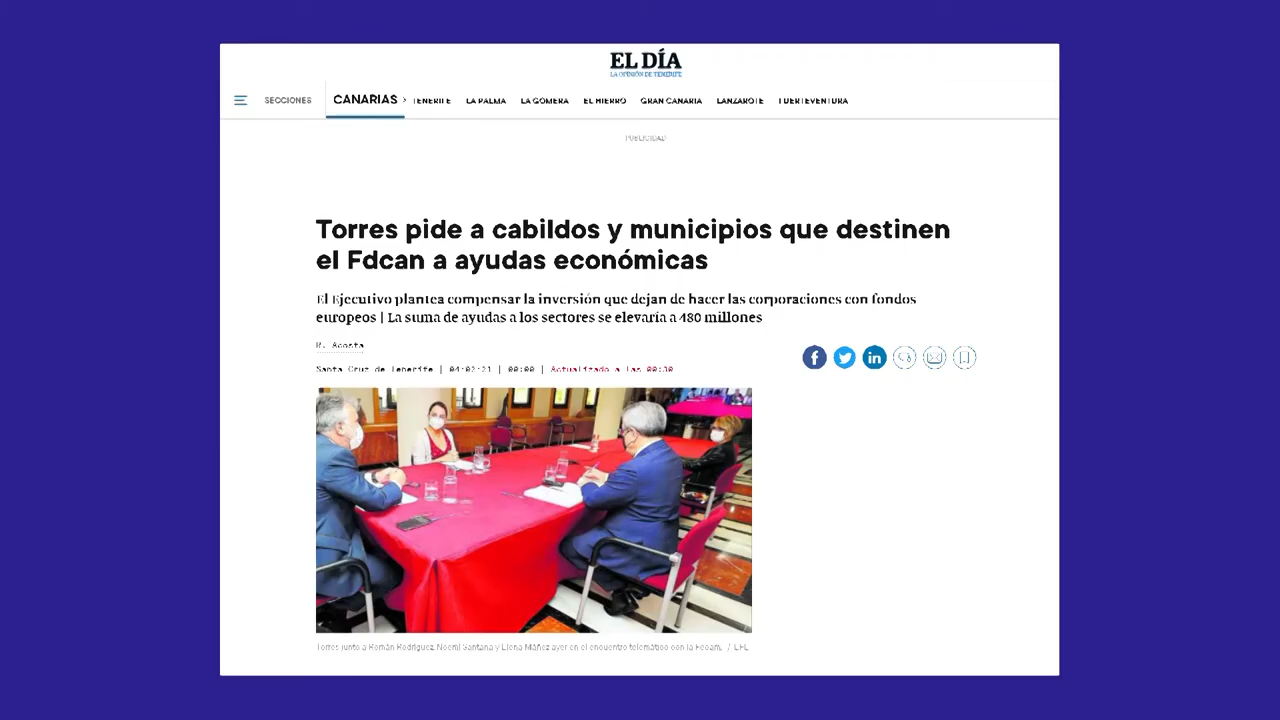 EL DÍA
LA OPINIÓN DE TENERIFE
SECCIONES
CANARIAS › TENERIFE LA PALMA LA GOMERA EL HIERRO GRAN CANARIA LANZAROTE FUERTEVENTURA
PUBLICIDAD
Torres pide a cabildos y municipios que destinen
el Fdcan a ayudas económicas
El Ejecutivo plantea compensar la inversión que dejan de hacer las corporaciones con fondos
europeos | La suma de ayudas a los sectores se elevaría a 480 millones
R. Acosta
Santa Cruz de Tenerife | 04·02·21 | 00:00 | Actualizado a las 00:30
Torres junto a Román Rodríguez, Noemí Santana y Elena Máñez ayer en el encuentro telemático con la Fecam. / EFE